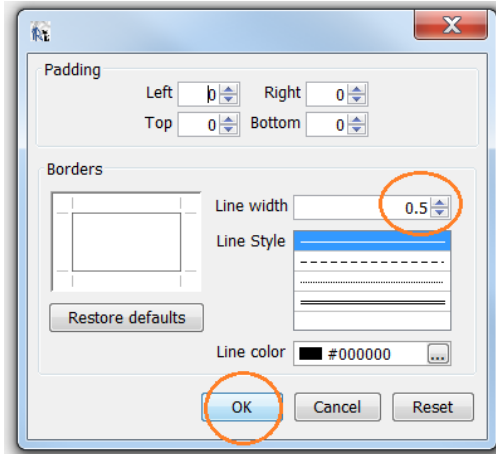 Padding
Left 0 Right 0
Top 0 Bottom 0
Borders
Line width 0.5
Line Style
Restore defaults
Line color #000000 ...
OK Cancel Reset